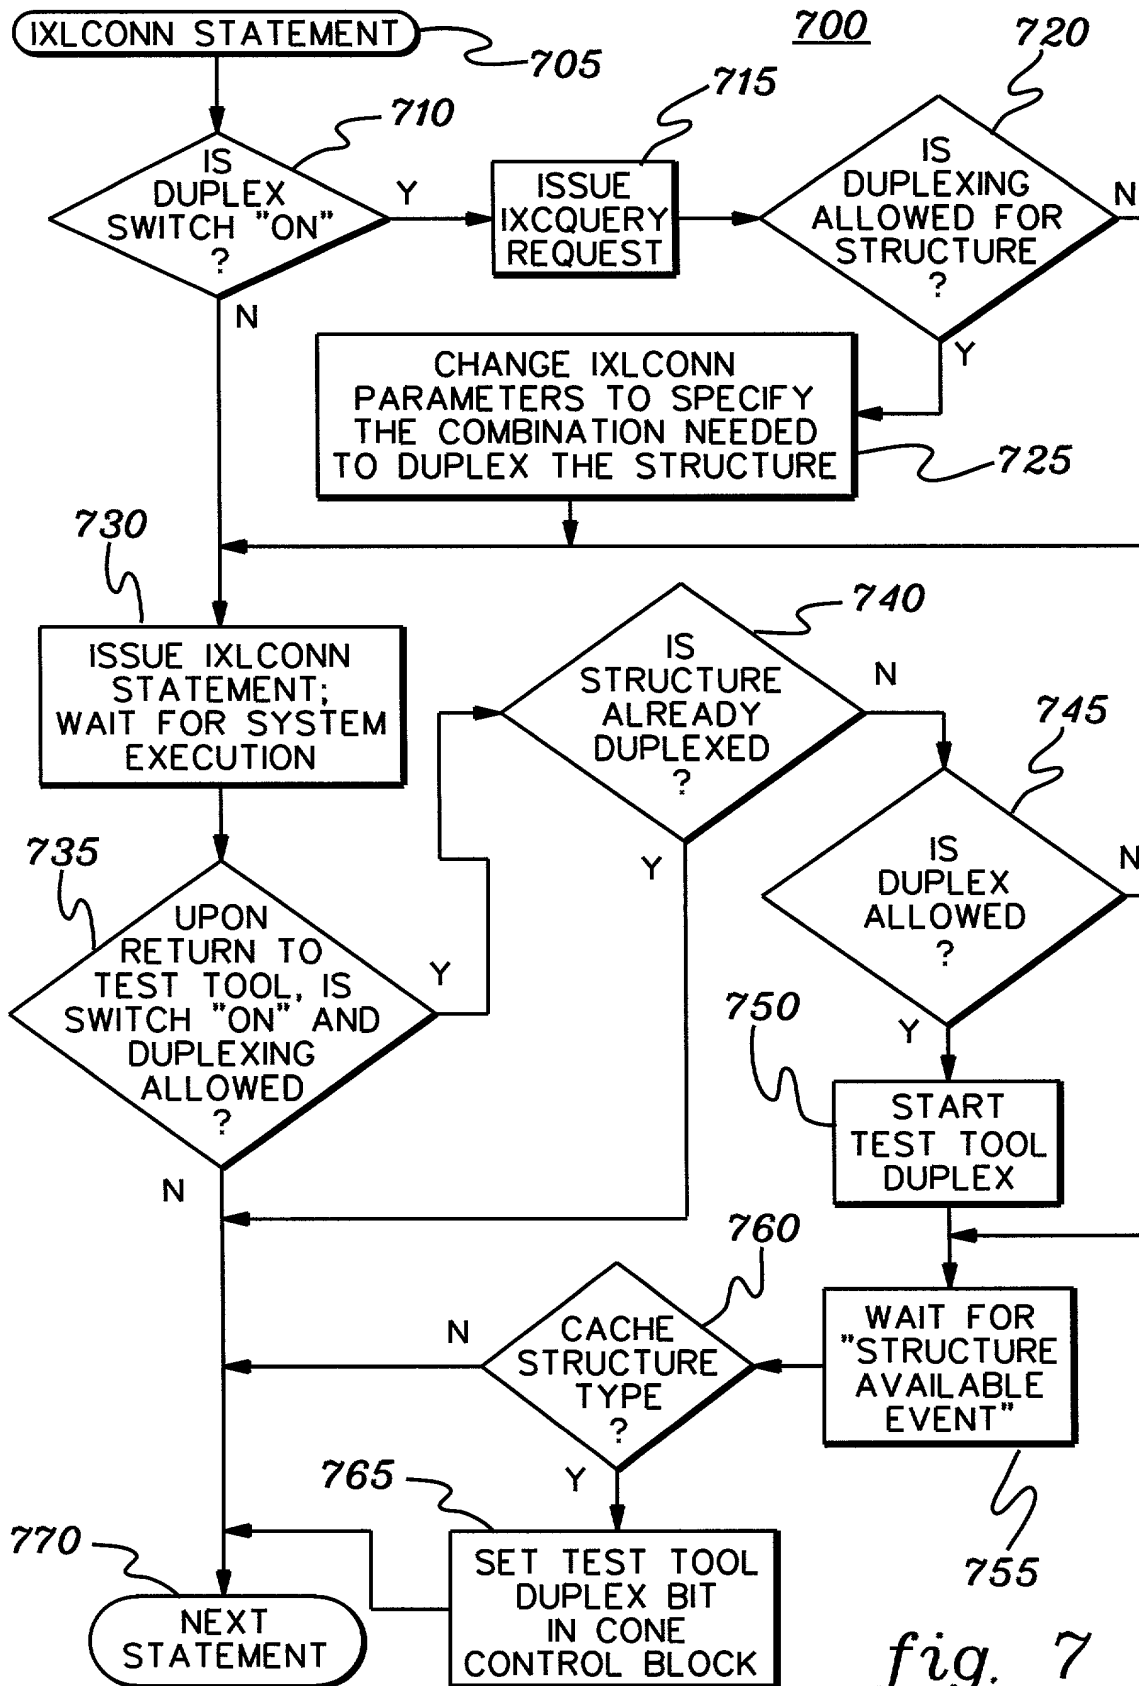 IXLCONN STATEMENT
705
700
720
715
710
IS
DUPLEX
SWITCH "ON"
?
Y
N
ISSUE
IXCQUERY
REQUEST
IS
DUPLEXING
ALLOWED FOR
STRUCTURE
?
N
Y
CHANGE IXLCONN
PARAMETERS TO SPECIFY
THE COMBINATION NEEDED
TO DUPLEX THE STRUCTURE
725
730
ISSUE IXLCONN
STATEMENT;
WAIT FOR SYSTEM
EXECUTION
740
IS
STRUCTURE
ALREADY
DUPLEXED
?
N
Y
745
IS
DUPLEX
ALLOWED
?
N
Y
735
UPON
RETURN TO
TEST TOOL, IS
SWITCH "ON" AND
DUPLEXING
ALLOWED
?
Y
N
750
START
TEST TOOL
DUPLEX
760
CACHE
STRUCTURE
TYPE
?
N
Y
WAIT FOR
"STRUCTURE
AVAILABLE
EVENT"
755
765
SET TEST TOOL
DUPLEX BIT
IN CONE
CONTROL BLOCK
770
NEXT
STATEMENT
fig. 7